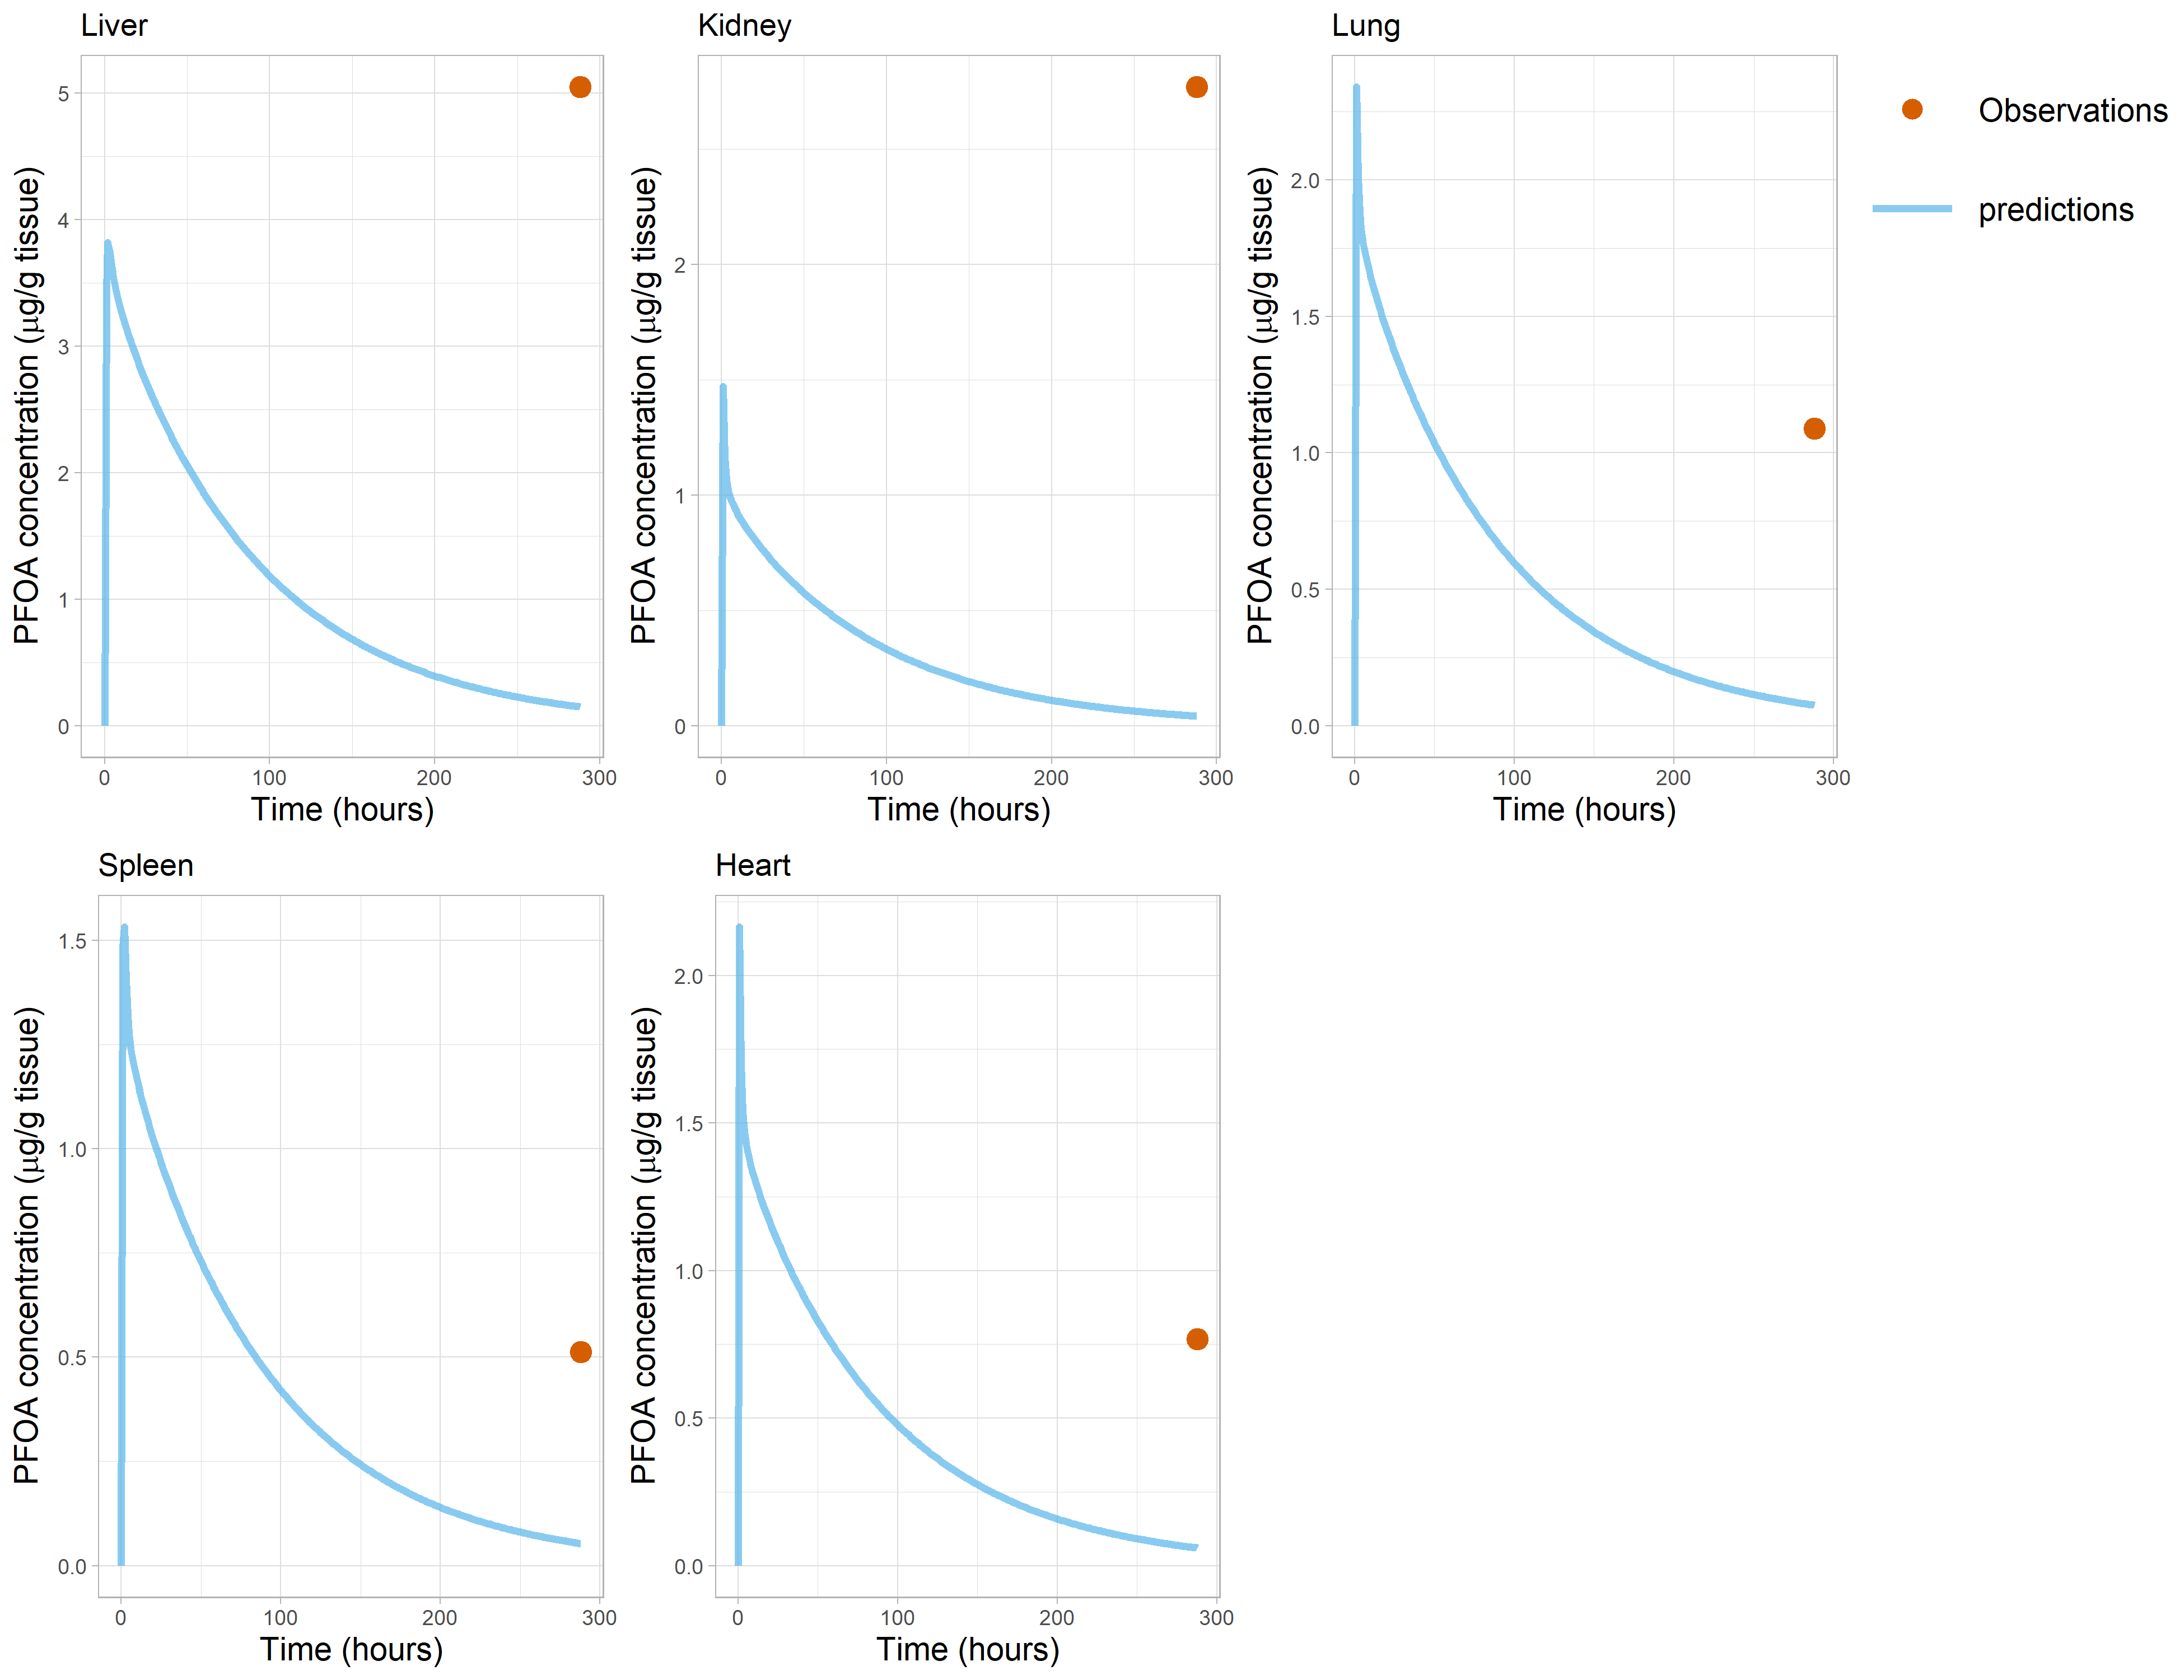 Liver
PFOA concentration (μg/g tissue)
5
4
3
2
1
0
0 100 200 300
Time (hours)
Kidney
PFOA concentration (μg/g tissue)
2
1
0
0 100 200 300
Time (hours)
Lung
PFOA concentration (μg/g tissue)
2.0
1.5
1.0
0.5
0.0
0 100 200 300
Time (hours)
Observations
predictions
Spleen
PFOA concentration (μg/g tissue)
1.5
1.0
0.5
0.0
0 100 200 300
Time (hours)
Heart
PFOA concentration (μg/g tissue)
2.0
1.5
1.0
0.5
0.0
0 100 200 300
Time (hours)